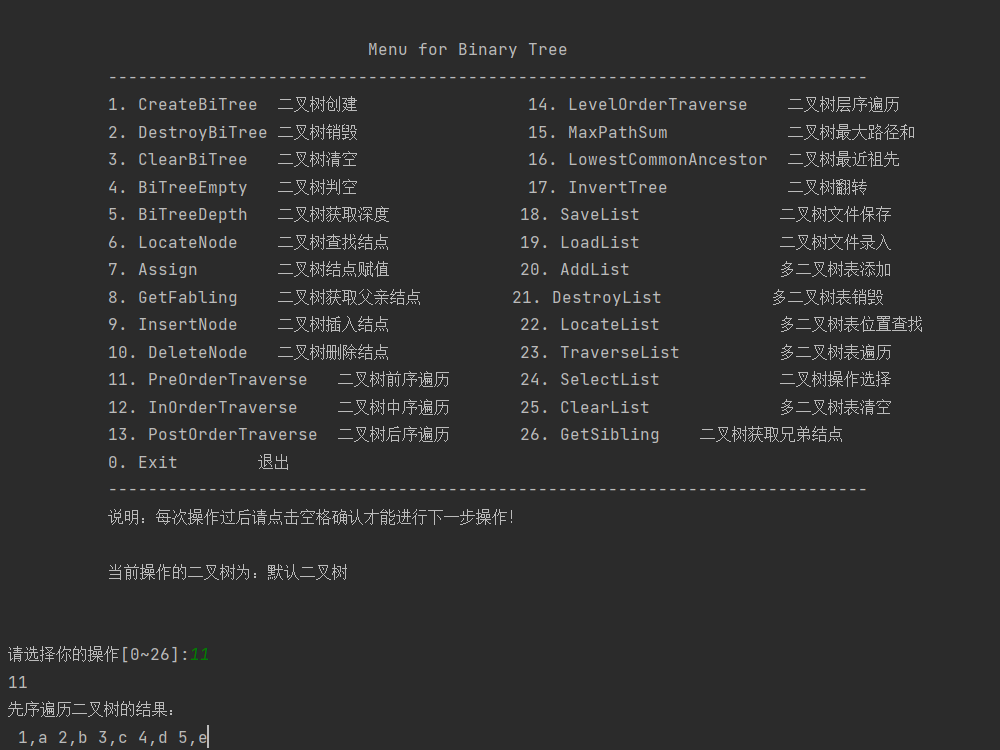 Menu for Binary Tree
----------------------------------------------------------------------------
1. CreateBiTree  二叉树创建                 14. LevelOrderTraverse    二叉树层序遍历
2. DestroyBiTree 二叉树销毁                 15. MaxPathSum            二叉树最大路径和
3. ClearBiTree   二叉树清空                 16. LowestCommonAncestor  二叉树最近祖先
4. BiTreeEmpty   二叉树判空                 17. InvertTree            二叉树翻转
5. BiTreeDepth   二叉树获取深度             18. SaveList              二叉树文件保存
6. LocateNode    二叉树查找结点             19. LoadList              二叉树文件录入
7. Assign        二叉树结点赋值             20. AddList               多二叉树表添加
8. GetFabling    二叉树获取父亲结点         21. DestroyList           多二叉树表销毁
9. InsertNode    二叉树插入结点             22. LocateList            多二叉树表位置查找
10. DeleteNode   二叉树删除结点             23. TraverseList          多二叉树表遍历
11. PreOrderTraverse   二叉树前序遍历       24. SelectList            二叉树操作选择
12. InOrderTraverse    二叉树中序遍历       25. ClearList             多二叉树表清空
13. PostOrderTraverse  二叉树后序遍历       26. GetSibling    二叉树获取兄弟结点
0. Exit        退出
----------------------------------------------------------------------------
说明：每次操作过后请点击空格确认才能进行下一步操作！
当前操作的二叉树为：默认二叉树
请选择你的操作[0~26]:11
11
先序遍历二叉树的结果：
1,a 2,b 3,c 4,d 5,e